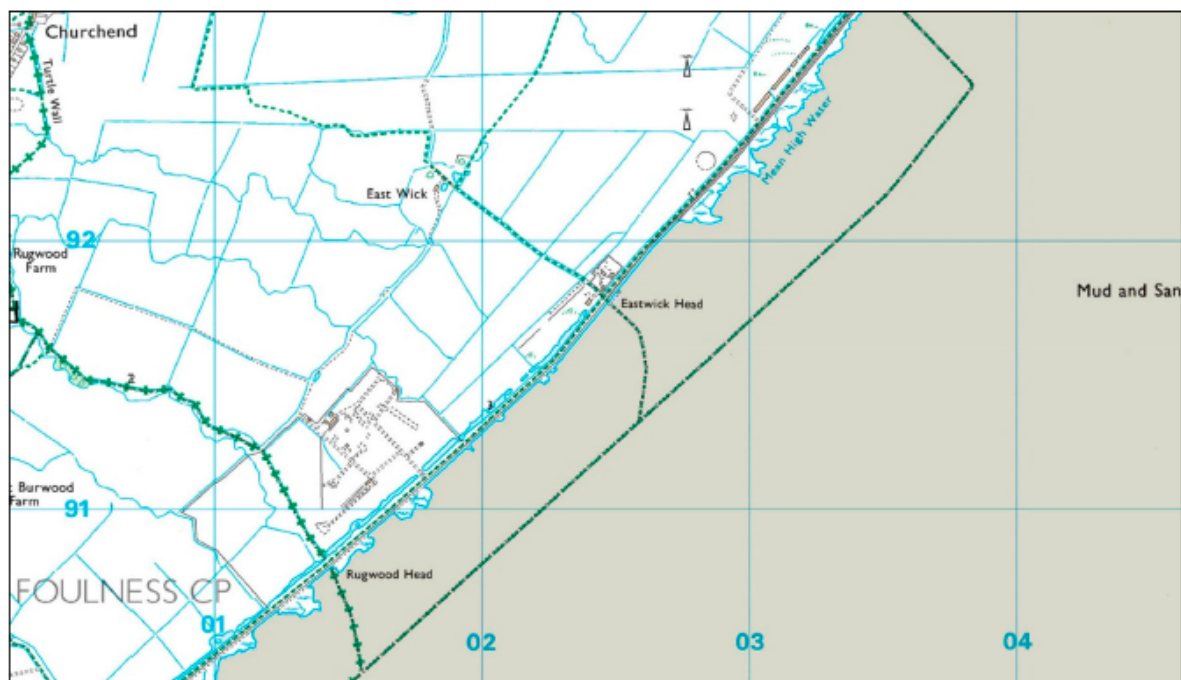 Churchend
Turtle Wall
Mean High Water
East Wick
92
Rugwood
Farm
Eastwick Head
Mud and San
2
3
Burwood
Farm
91
Rugwood Head
FOULNESS CP
01
02
03
04